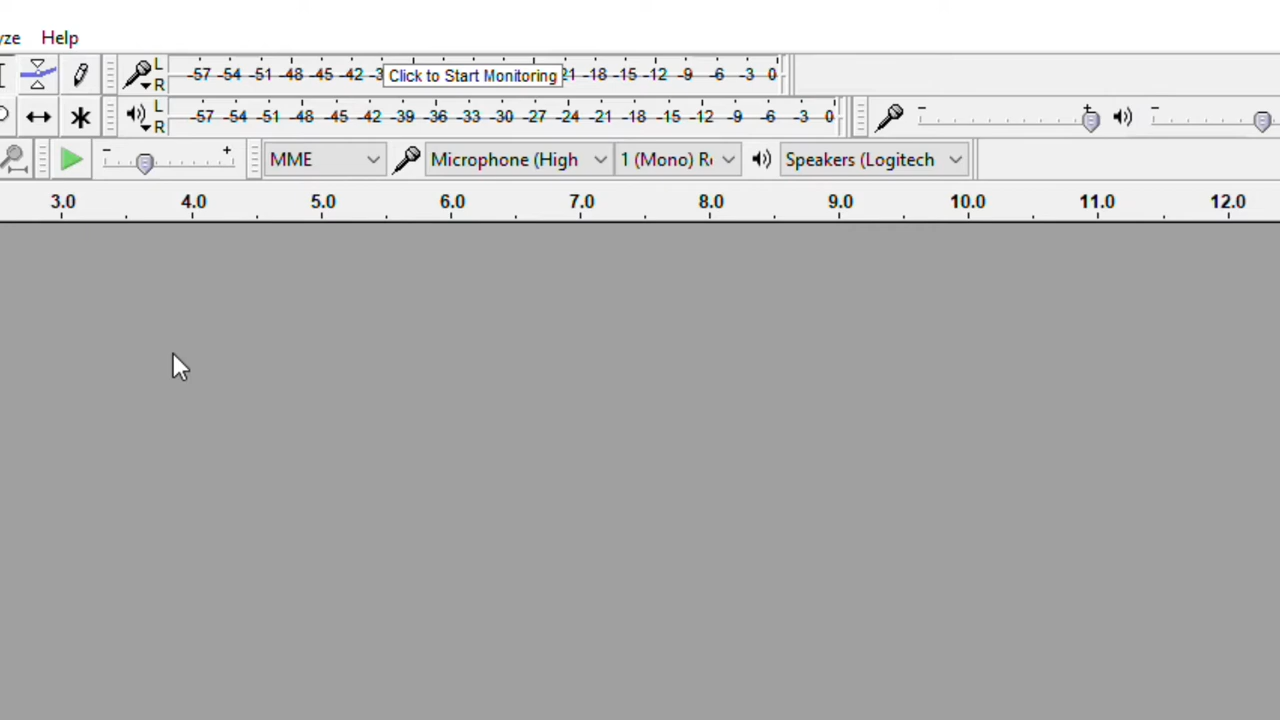 yze Help
L -57 -54 -51 -48 -45 -42 -3 Click to Start Monitoring 21 -18 -15 -12 -9 -6 -3 0
R
L -57 -54 -51 -48 -45 -42 -39 -36 -33 -30 -27 -24 -21 -18 -15 -12 -9 -6 -3 0 - +
R
- + MME Microphone (High 1 (Mono) R Speakers (Logitech
3.0 4.0 5.0 6.0 7.0 8.0 9.0 10.0 11.0 12.0